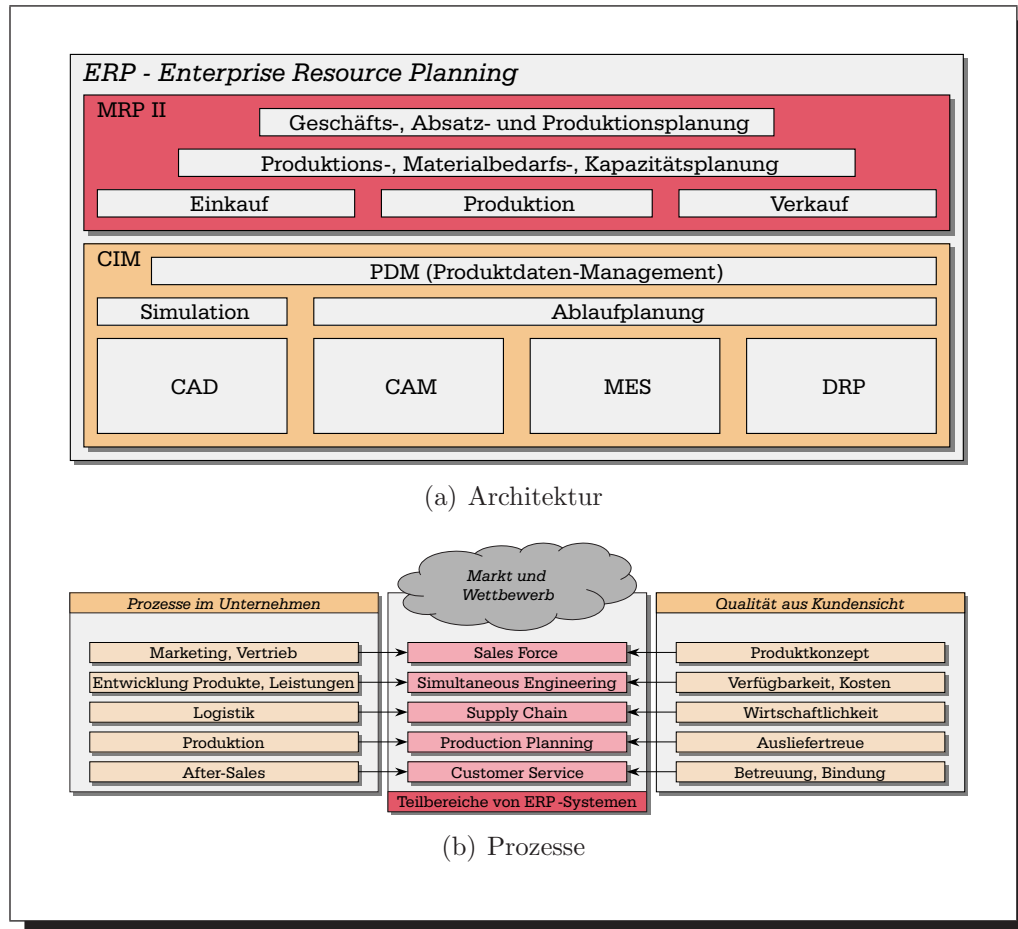 ERP - Enterprise Resource Planning
MRP II
Geschäfts-, Absatz- und Produktionsplanung
Produktions-, Materialbedarfs-, Kapazitätsplanung
Einkauf
Produktion
Verkauf
CIM
PDM (Produktdaten-Management)
Simulation
Ablaufplanung
CAD
CAM
MES
DRP
(a) Architektur
Markt und
Wettbewerb
Prozesse im Unternehmen
Qualität aus Kundensicht
Marketing, Vertrieb
Sales Force
Produktkonzept
Entwicklung Produkte, Leistungen
Simultaneous Engineering
Verfügbarkeit, Kosten
Logistik
Supply Chain
Wirtschaftlichkeit
Produktion
Production Planning
Ausliefertreue
After-Sales
Customer Service
Betreuung, Bindung
Teilbereiche von ERP-Systemen
(b) Prozesse